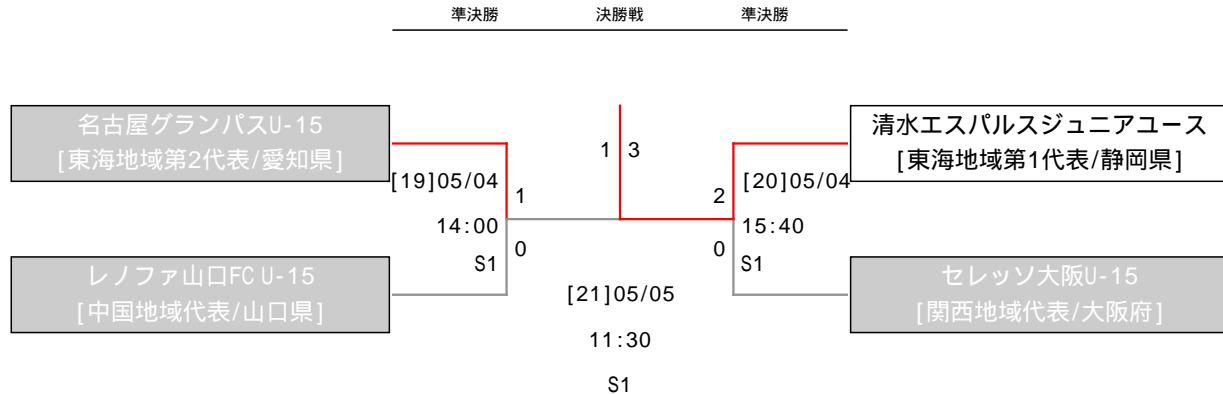 準決勝 決勝戦 準決勝
名古屋グランパスU-15
[東海地域第2代表/愛知県]
清水エスパルスジュニアユース
[東海地域第1代表/静岡県]
1 3
[19]05/04
1
14:00
0
S1
2
[20]05/04
15:40
0
S1
レノファ山口FC U-15
[中国地域代表/山口県]
セレッソ大阪U-15
[関西地域代表/大阪府]
[21]05/05
11:30
S1